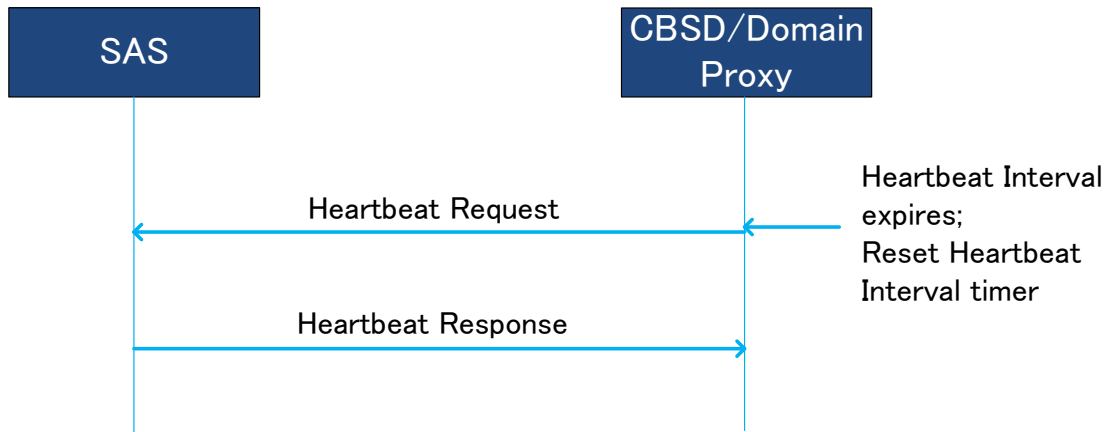 SAS
CBSD/Domain
Proxy
Heartbeat Request
Heartbeat Interval
expires;
Reset Heartbeat
Interval timer
Heartbeat Response